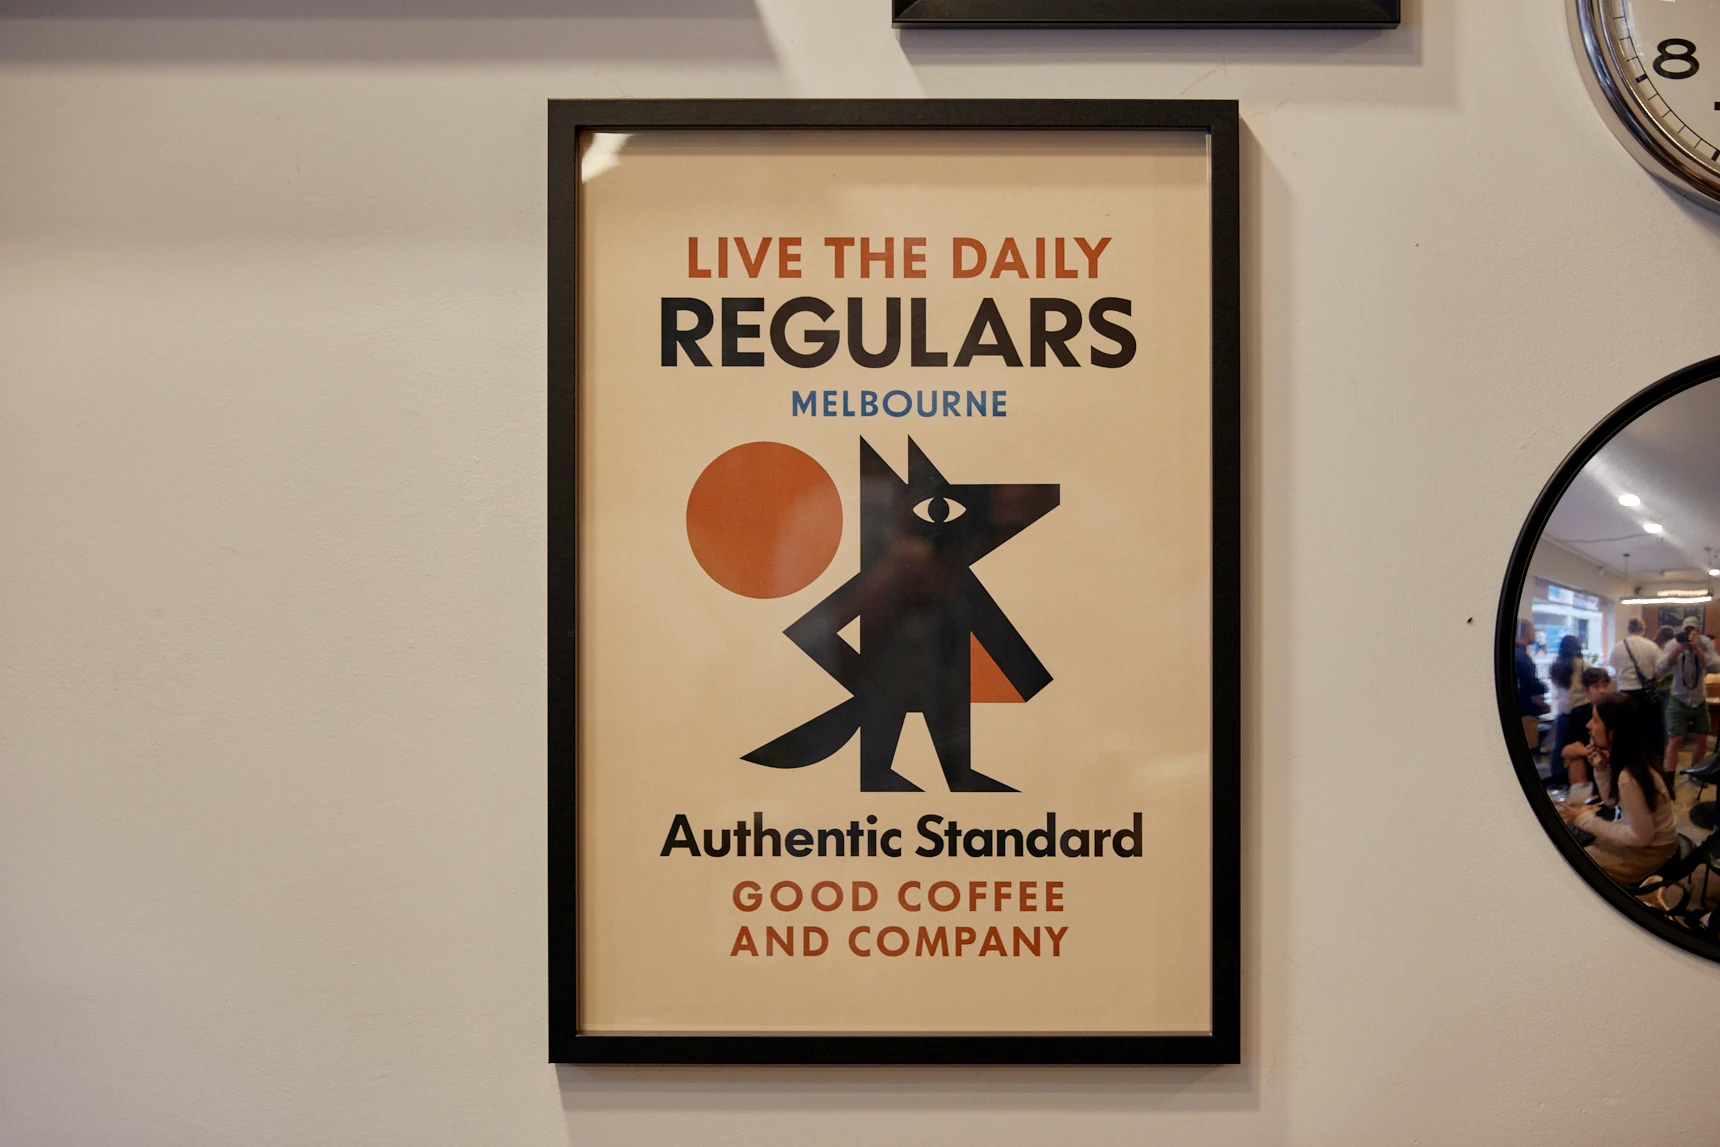 LIVE THE DAILY
REGULARS
MELBOURNE
Authentic Standard
GOOD COFFEE
AND COMPANY
8